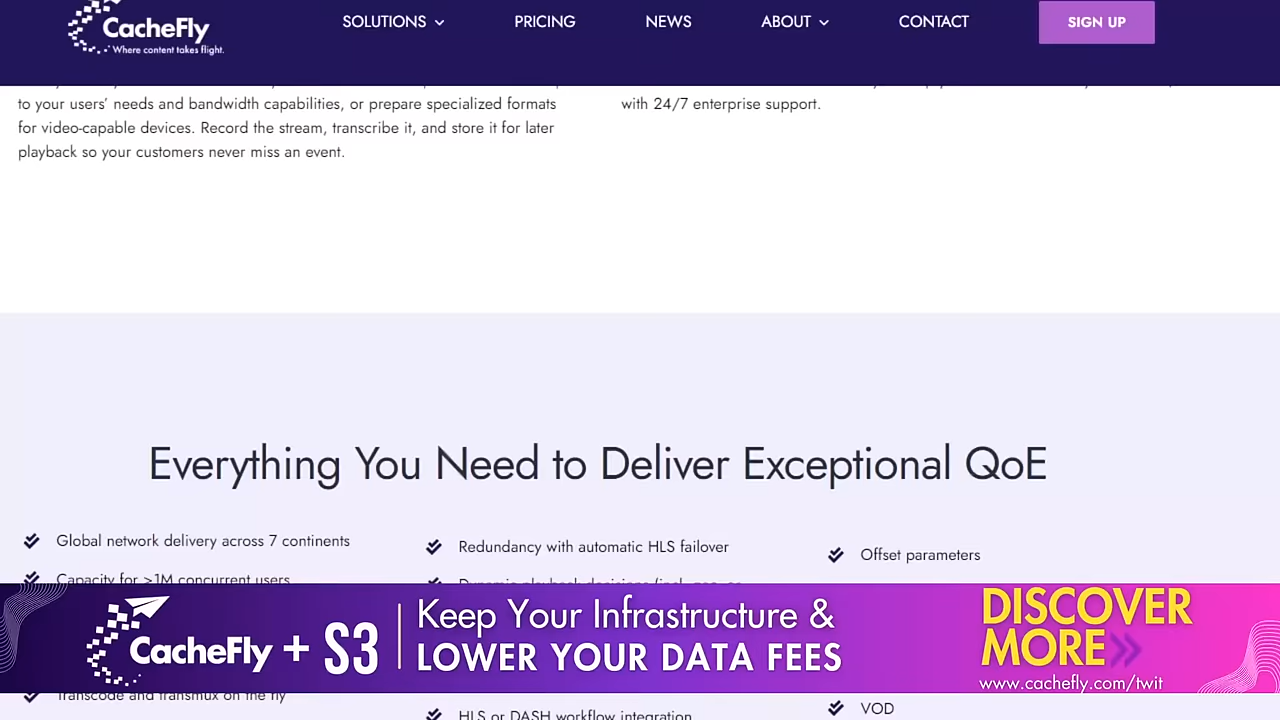 CacheFly
Where content takes flight.
SOLUTIONS
PRICING
NEWS
ABOUT
CONTACT
SIGN UP
to your users' needs and bandwidth capabilities, or prepare specialized formats
for video-capable devices. Record the stream, transcribe it, and store it for later
playback so your customers never miss an event.
with 24/7 enterprise support.
Everything You Need to Deliver Exceptional QoE
Global network delivery across 7 continents
Capacity for >1M concurrent users
Redundancy with automatic HLS failover
Offset parameters
CacheFly + S3
Keep Your Infrastructure &
LOWER YOUR DATA FEES
DISCOVER
MORE
www.cachefly.com/twit
Transcode and transmux on the fly
HLS or DASH workflow integration
VOD